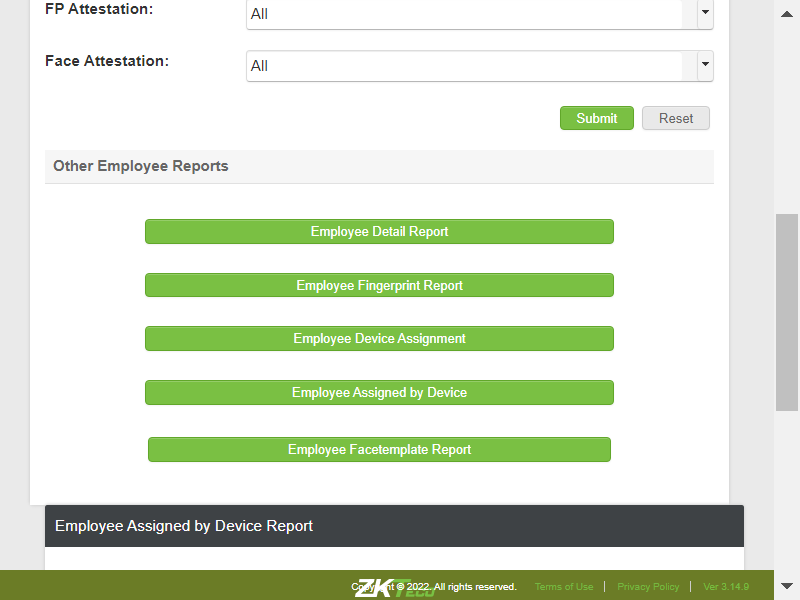 FP Attestation:
All
Face Attestation:
All
Submit Reset
Other Employee Reports
Employee Detail Report
Employee Fingerprint Report
Employee Device Assignment
Employee Assigned by Device
Employee Facetemplate Report
Employee Assigned by Device Report
Copyright © 2022. All rights reserved. Terms of Use | Privacy Policy | Ver 3.14.9
ZKTeco